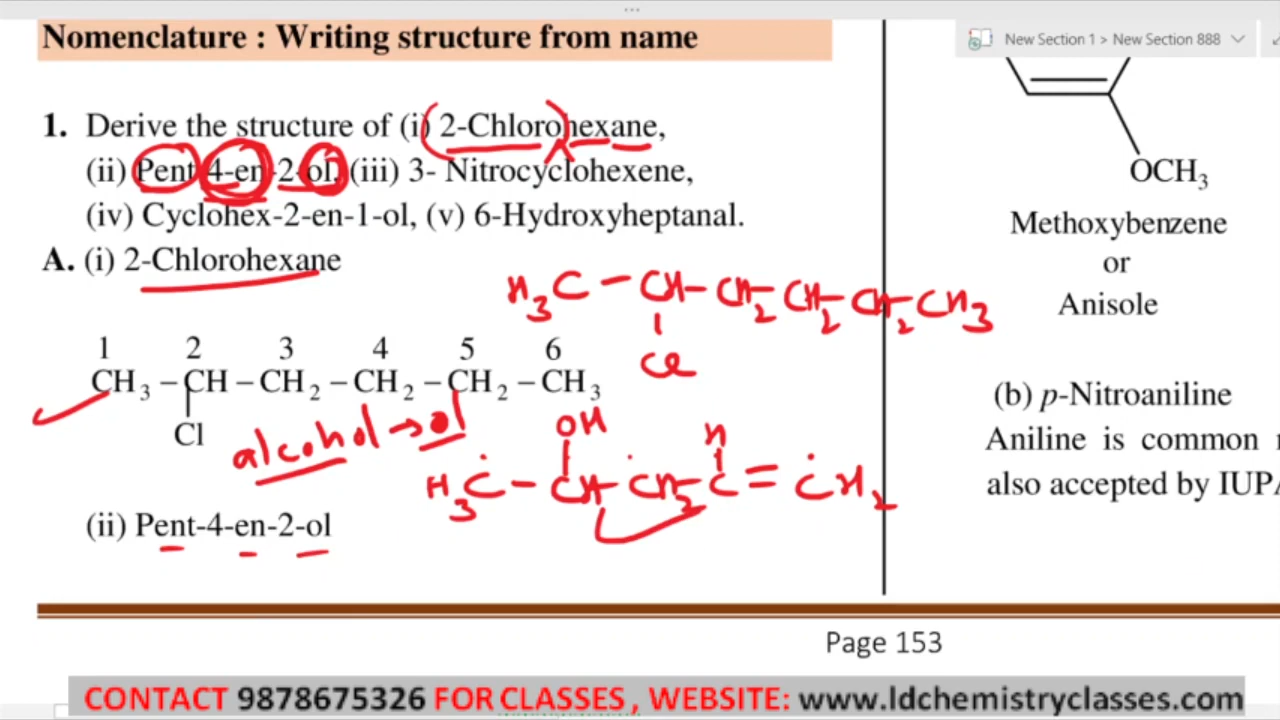 New Section 1 > New Section 888
Nomenclature : Writing structure from name
1. Derive the structure of (i) 2-Chlorohexane,
(ii) Pent-4-en-2-ol, (iii) 3- Nitrocyclohexene,
(iv) Cyclohex-2-en-1-ol, (v) 6-Hydroxyheptanal.
A. (i) 2-Chlorohexane
H3C – CH – CH2 – CH2 – CH2 – CH3
Cl
1 2 3 4 5 6
CH3 – CH – CH2 – CH2 – CH2 – CH3
Cl
alcohol → ol
OH H
H3C – CH – CH2 – C = CH2
(ii) Pent-4-en-2-ol
OCH3
Methoxybenzene
or
Anisole
(b) p-Nitroaniline
Aniline is common
also accepted by IUPA
Page 153
CONTACT 9878675326 FOR CLASSES , WEBSITE: www.ldchemistryclasses.com